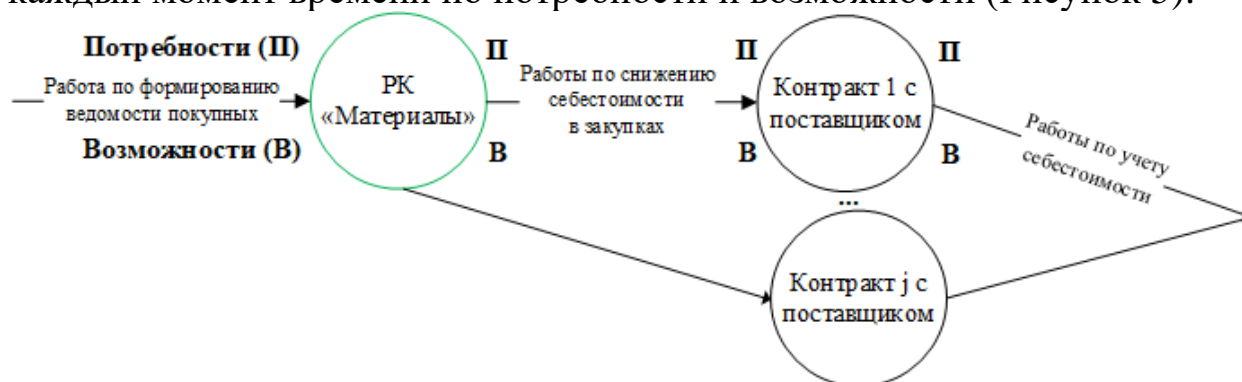 каждый момент времени по потребности и возможности (Рисунок 3).
Потребности (П)
Работа по формированию
ведомости покупных
Возможности (В)
РК
«Материалы»
П
В
Работы по снижению
себестоимости
в закупках
П
В
Контракт 1 с
поставщиком
П
В
Работы по учету
себестоимости
...
Контракт j с
поставщиком